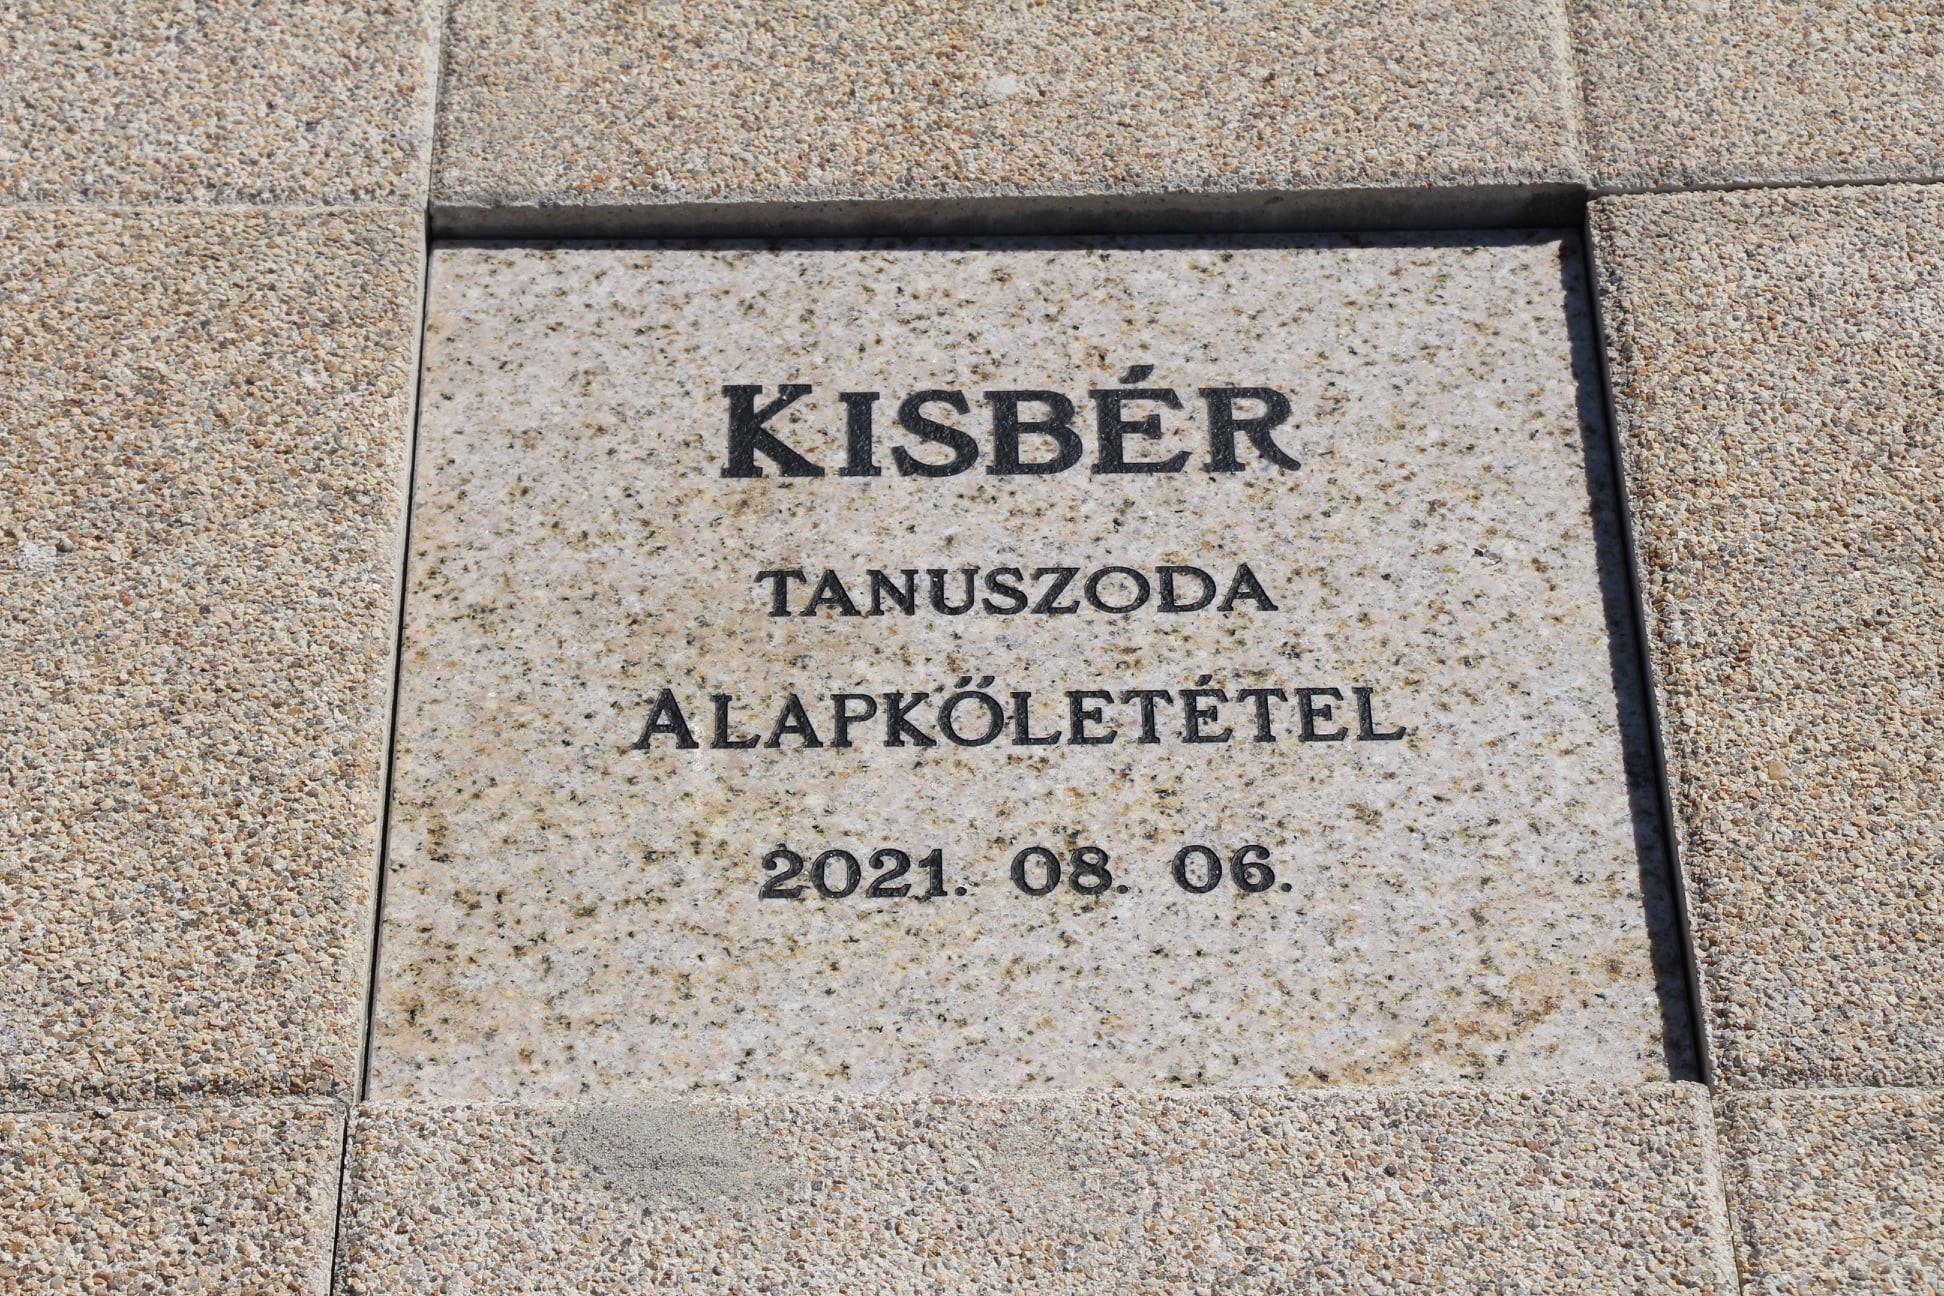 KISBÉR
TANUSZODA
ALAPKŐLETÉTEL
2021. 08. 06.